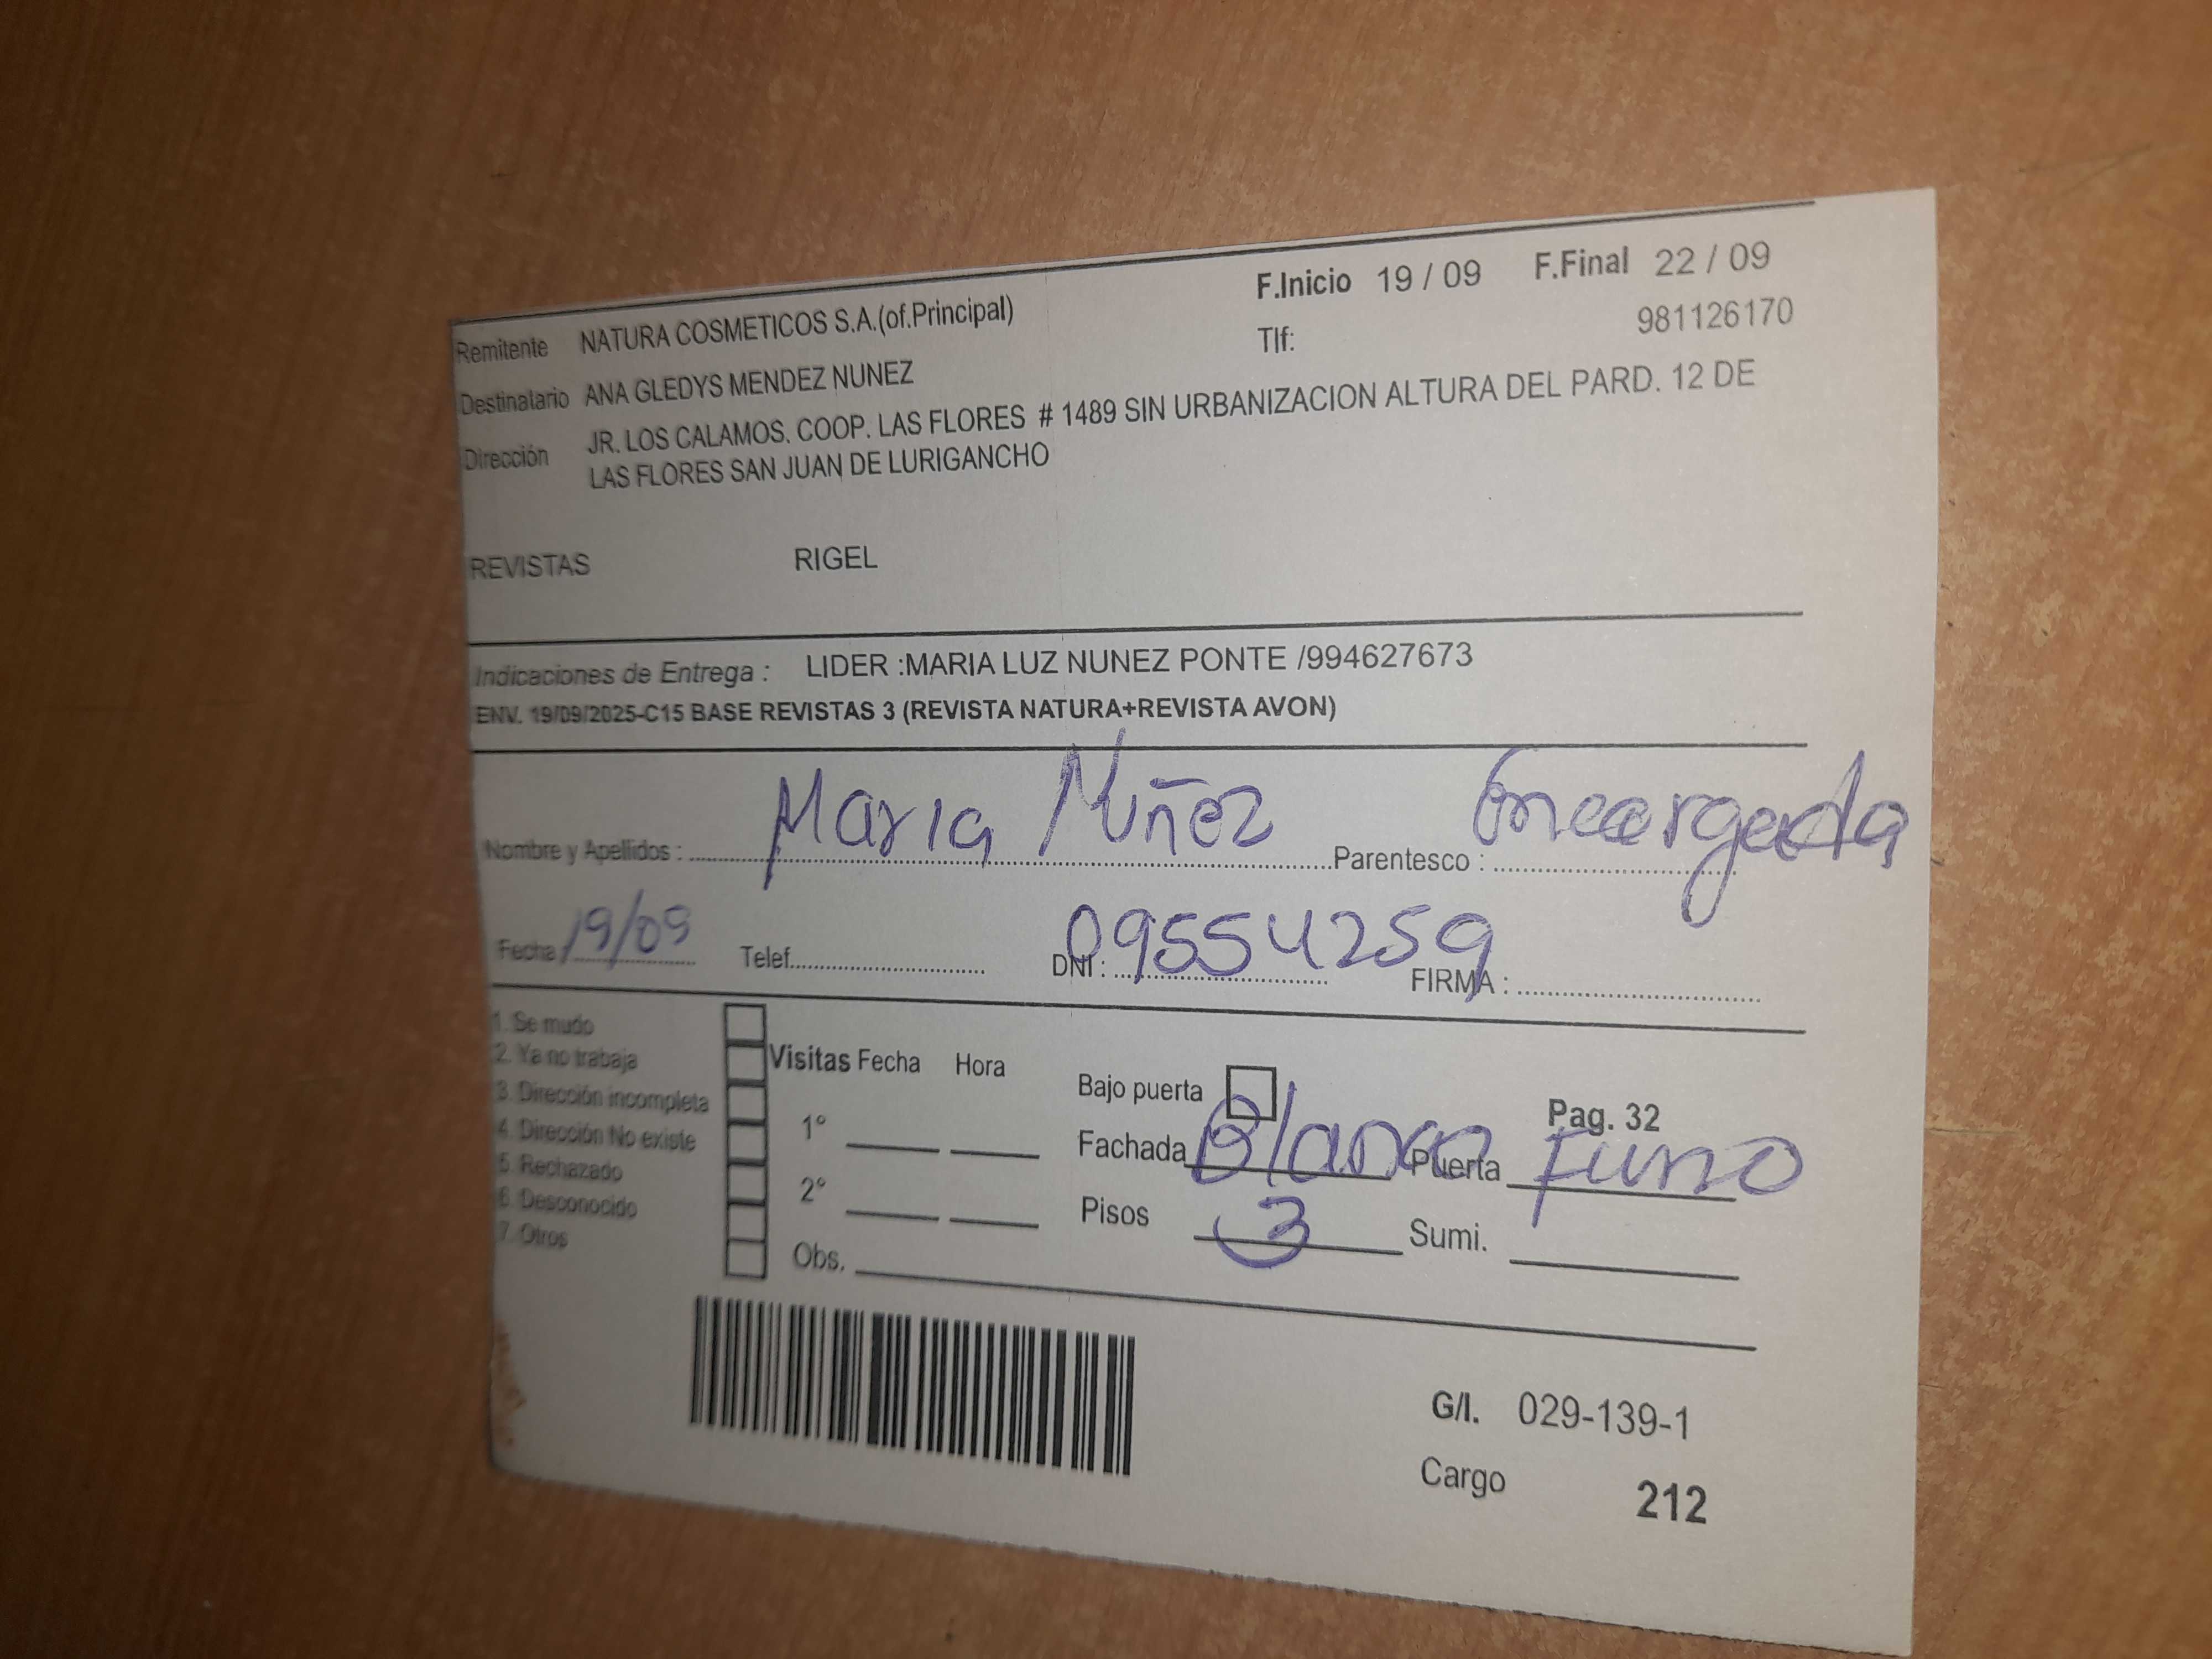 F.Inicio 19 / 09 F.Final 22 / 09
Remitente NATURA COSMETICOS S.A.(of.Principal) Tlf: 981126170
Destinatario ANA GLEDYS MENDEZ NUNEZ
Dirección JR. LOS CALAMOS. COOP. LAS FLORES # 1489 SIN URBANIZACION ALTURA DEL PARD. 12 DE
LAS FLORES SAN JUAN DE LURIGANCHO
REVISTAS RIGEL
Indicaciones de Entrega : LIDER :MARIA LUZ NUNEZ PONTE /994627673
ENV. 19/09/2025-C15 BASE REVISTAS 3 (REVISTA NATURA+REVISTA AVON)
Nombre y Apellidos : Maria Muñez Parentesco : Encargada
Fecha 19/09 Telef. DNI : 09554259 FIRMA :
1. Se mudo
2. Ya no trabaja
3. Dirección incompleta
4. Dirección No existe
5. Rechazado
6. Desconocido
7. Otros
Visitas Fecha Hora
1°
2°
Obs.
Bajo puerta Pag. 32
Fachada Blanco Puerta
Pisos 3 Sumi.
G/I. 029-139-1
Cargo 212